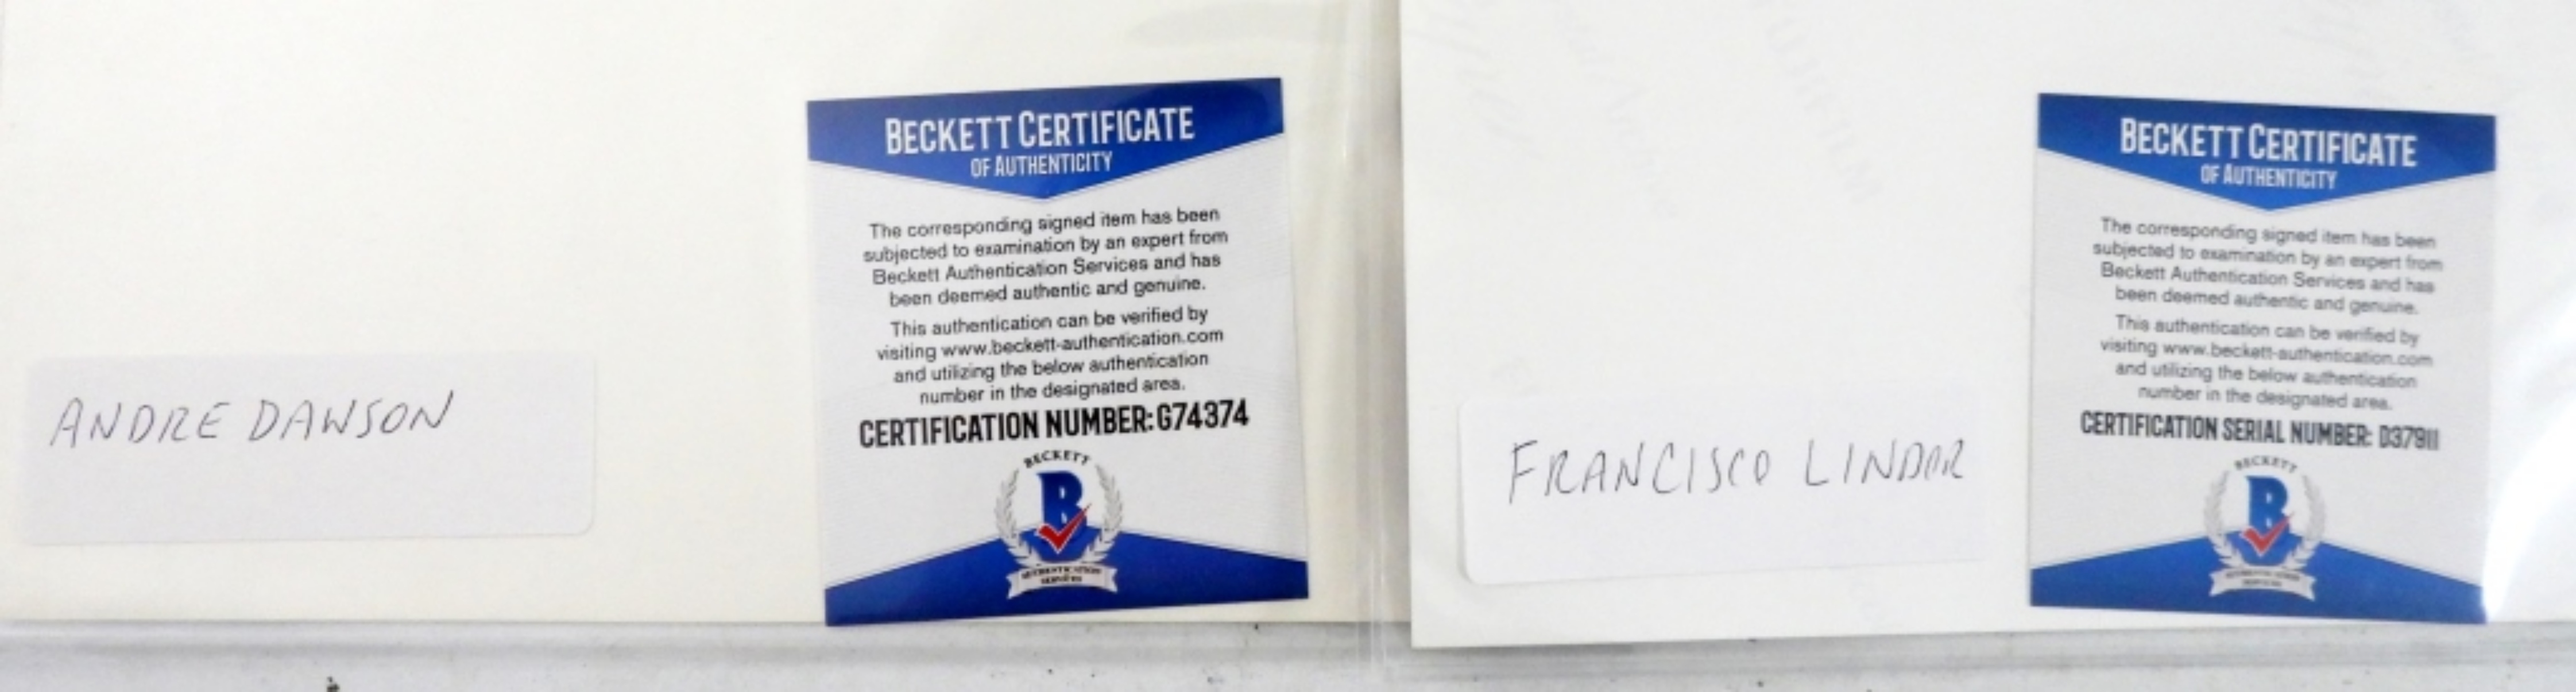 ANDRE DAWSON
BECKETT CERTIFICATE
OF AUTHENTICITY
The corresponding signed item has been
subjected to examination by an expert from
Beckett Authentication Services and has
been deemed authentic and genuine.
This authentication can be verified by
visiting www.beckett-authentication.com
and utilizing the below authentication
number in the designated area.
CERTIFICATION NUMBER: G74374
BECKETT
B
AUTHENTICATION
SERVICES
FRANCISCO LINDOR
BECKETT CERTIFICATE
OF AUTHENTICITY
The corresponding signed item has been
subjected to examination by an expert from
Beckett Authentication Services and has
been deemed authentic and genuine.
This authentication can be verified by
visiting www.beckett-authentication.com
and utilizing the below authentication
number in the designated area.
CERTIFICATION SERIAL NUMBER: D37911
BECKETT
B
AUTHENTICATION
SERVICES